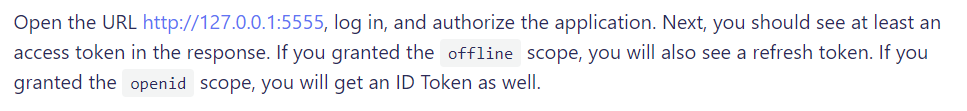 Open the URL http://127.0.0.1:5555, log in, and authorize the application. Next, you should see at least an
access token in the response. If you granted the offline scope, you will also see a refresh token. If you
granted the openid scope, you will get an ID Token as well.